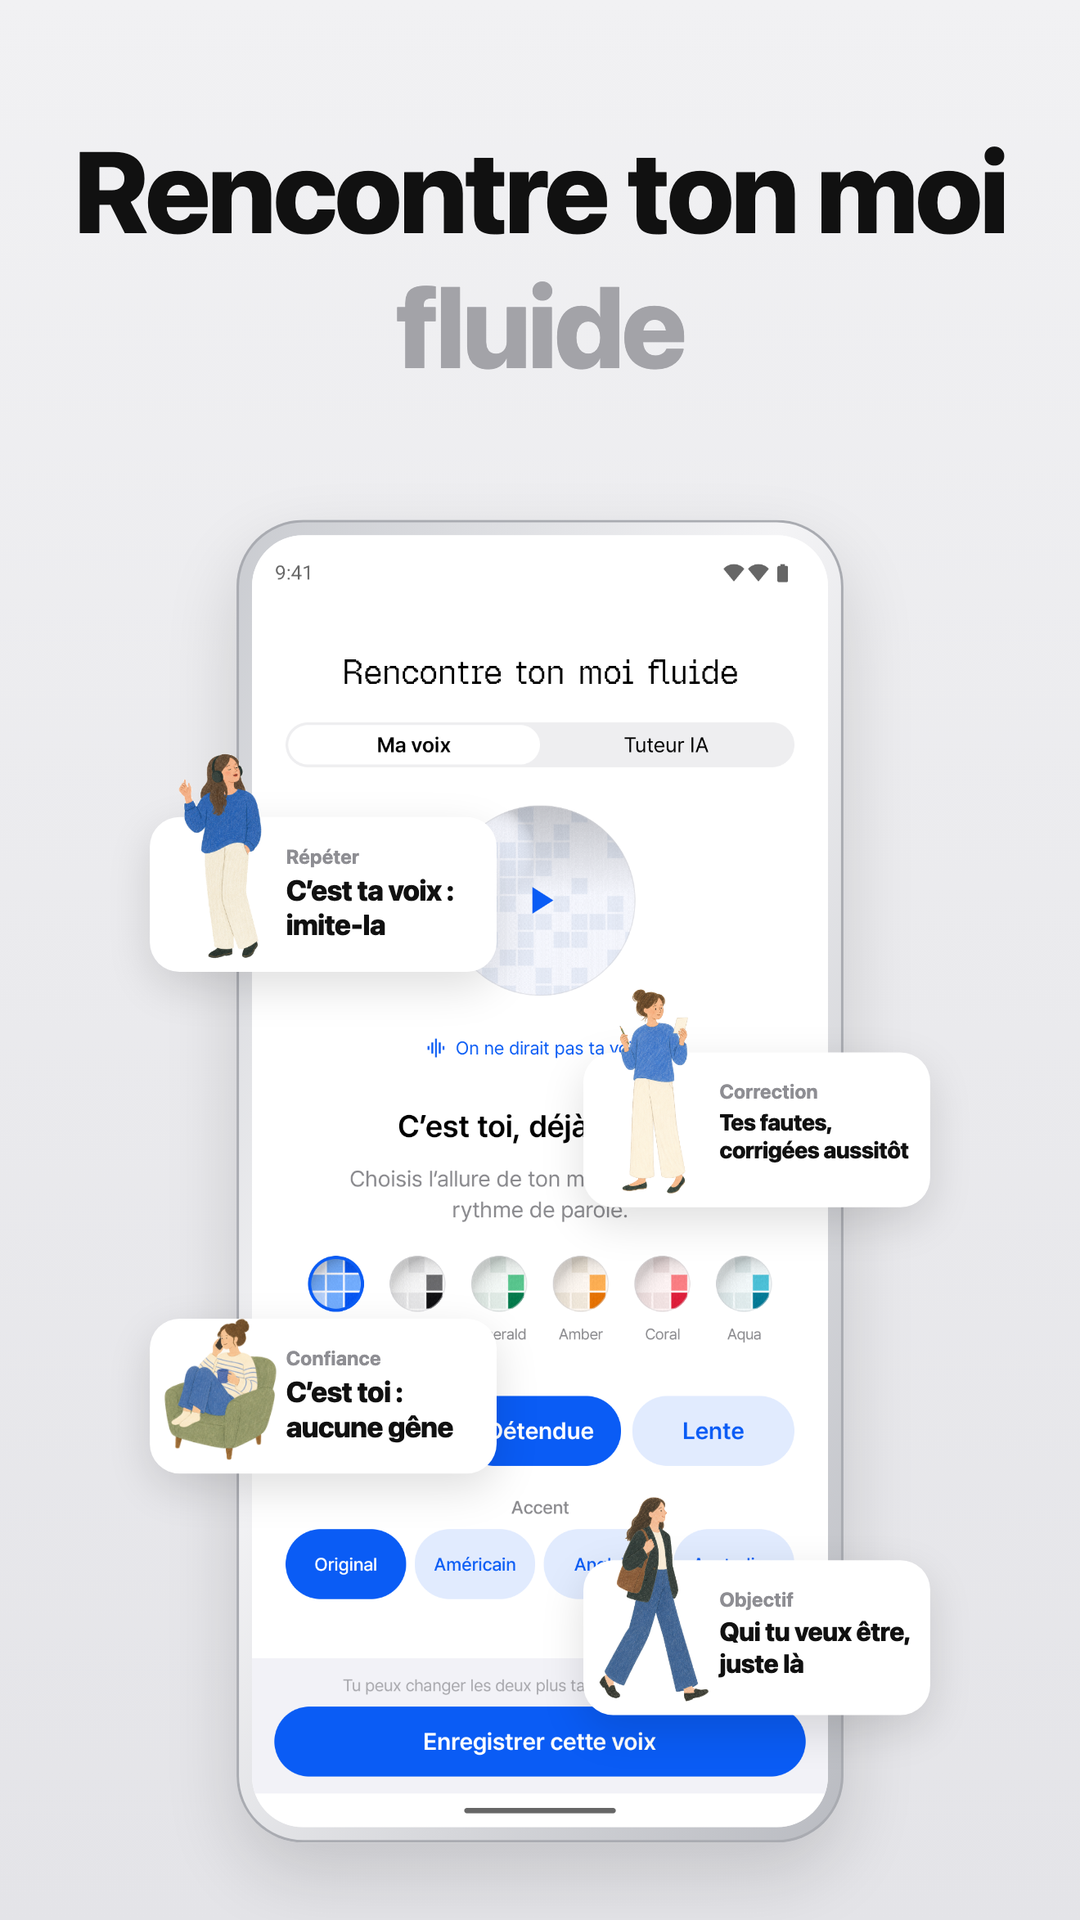 Rencontre ton moi
fluide
9:41
Rencontre ton moi fluide
Ma voix
Tuteur IA
Répéter
C'est ta voix :
imite-la
On ne dirait pas ta
Correction
Tes fautes,
corrigées aussitôt
C'est toi, déjà
Choisis l'allure de ton
rythme de parole.
Amber
Coral
Aqua
Confiance
C'est toi :
aucune gêne
Détendue
Lente
Accent
Original
Américain
Objectif
Qui tu veux être,
juste là
Tu peux changer les deux plus
Enregistrer cette voix